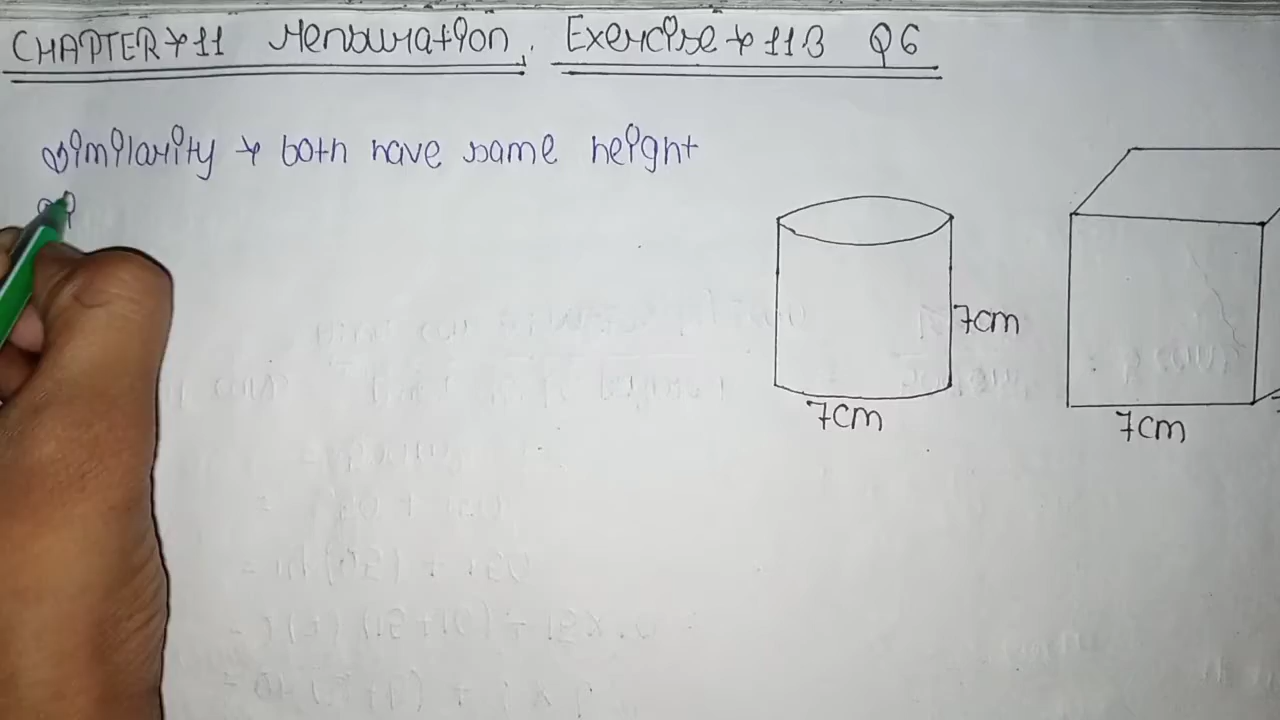 CHAPTER → 11 Mensuration. Exercise → 11.3 Q6
Similarity → both have same height
7cm
7cm
7cm